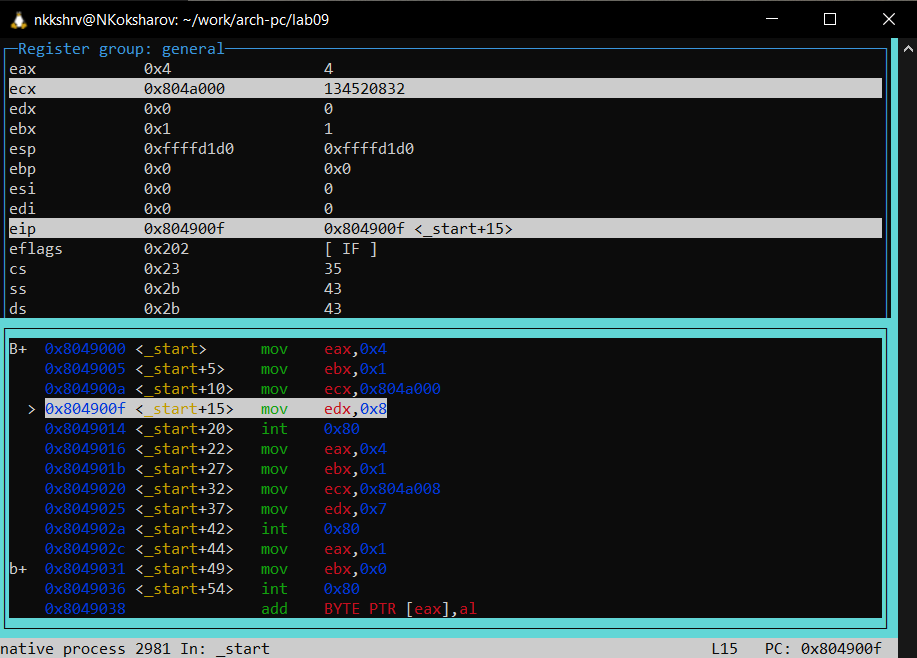 nkkshrv@NKoksharov: ~/work/arch-pc/lab09
Register group: general
eax 0x4 4
ecx 0x804a000 134520832
edx 0x0 0
ebx 0x1 1
esp 0xffffd1d0 0xffffd1d0
ebp 0x0 0x0
esi 0x0 0
edi 0x0 0
eip 0x804900f 0x804900f <_start+15>
eflags 0x202 [ IF ]
cs 0x23 35
ss 0x2b 43
ds 0x2b 43
B+ 0x8049000 <_start> mov eax,0x4
0x8049005 <_start+5> mov ebx,0x1
0x804900a <_start+10> mov ecx,0x804a000
> 0x804900f <_start+15> mov edx,0x8
0x8049014 <_start+20> int 0x80
0x8049016 <_start+22> mov eax,0x4
0x804901b <_start+27> mov ebx,0x1
0x8049020 <_start+32> mov ecx,0x804a008
0x8049025 <_start+37> mov edx,0x7
0x804902a <_start+42> int 0x80
0x804902c <_start+44> mov eax,0x1
b+ 0x8049031 <_start+49> mov ebx,0x0
0x8049036 <_start+54> int 0x80
0x8049038 add BYTE PTR [eax],al
native process 2981 In: _start L15 PC: 0x804900f